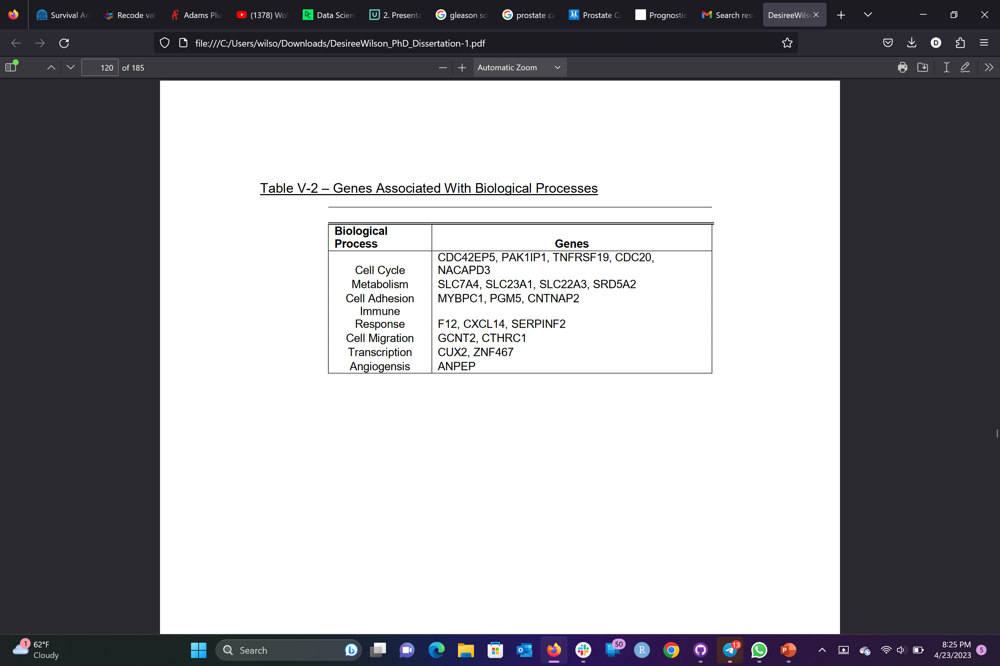 Survival An
Recode val
Adams Plu
(1378) WoW
Data Scien
2. Presenta
gleason sco
prostate ca
Prostate Ca
Prognostic
Search resu
DesireeWils
file:///C:/Users/wilso/Downloads/DesireeWilson_PhD_Dissertation-1.pdf
D
120 of 185
Automatic Zoom
Table V-2 – Genes Associated With Biological Processes
Biological
Process
Genes
CDC42EP5, PAK1IP1, TNFRSF19, CDC20,
Cell Cycle NACAPD3
Metabolism SLC7A4, SLC23A1, SLC22A3, SRD5A2
Cell Adhesion MYBPC1, PGM5, CNTNAP2
Immune
Response F12, CXCL14, SERPINF2
Cell Migration GCNT2, CTHRC1
Transcription CUX2, ZNF467
Angiogensis ANPEP
1
62°F
Cloudy
Search
50
R
13
P
8:25 PM
4/23/2023
5